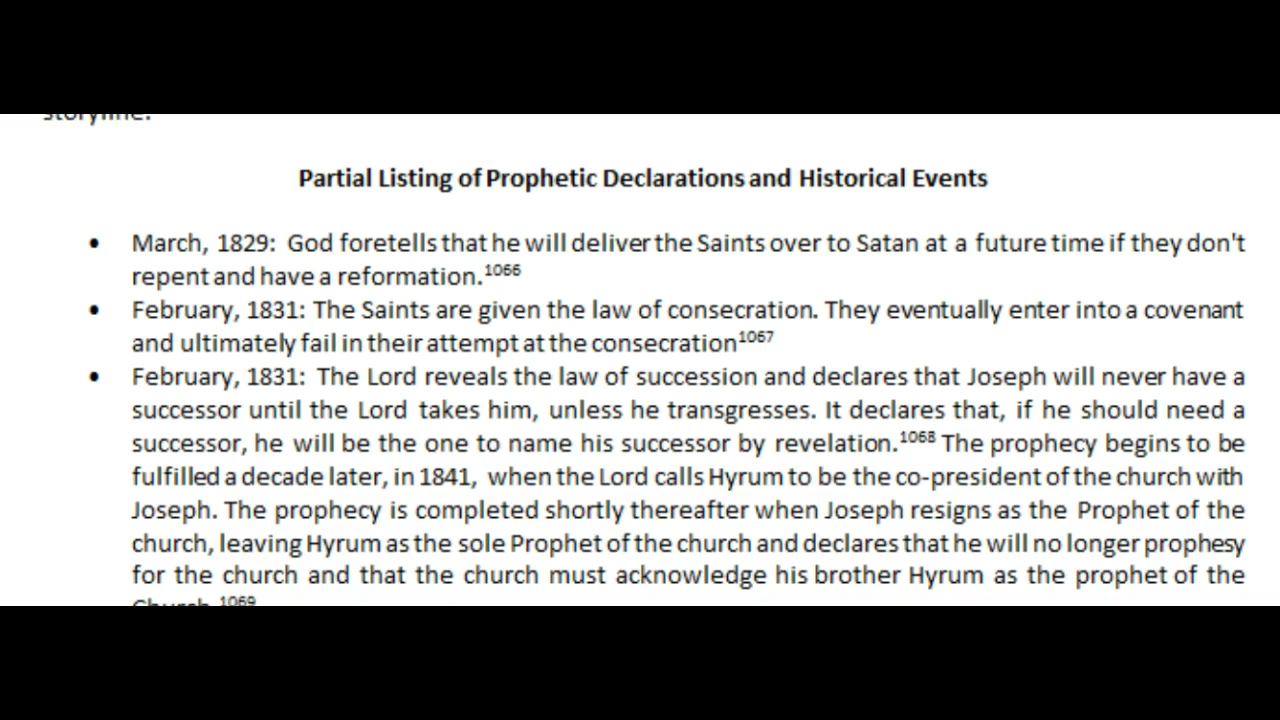 storyline.
Partial Listing of Prophetic Declarations and Historical Events
• March, 1829: God foretells that he will deliver the Saints over to Satan at a future time if they don't
repent and have a reformation.1066
• February, 1831: The Saints are given the law of consecration. They eventually enter into a covenant
and ultimately fail in their attempt at the consecration1067
• February, 1831: The Lord reveals the law of succession and declares that Joseph will never have a
successor until the Lord takes him, unless he transgresses. It declares that, if he should need a
successor, he will be the one to name his successor by revelation.1068 The prophecy begins to be
fulfilled a decade later, in 1841, when the Lord calls Hyrum to be the co-president of the church with
Joseph. The prophecy is completed shortly thereafter when Joseph resigns as the Prophet of the
church, leaving Hyrum as the sole Prophet of the church and declares that he will no longer prophesy
for the church and that the church must acknowledge his brother Hyrum as the prophet of the
Church.1069